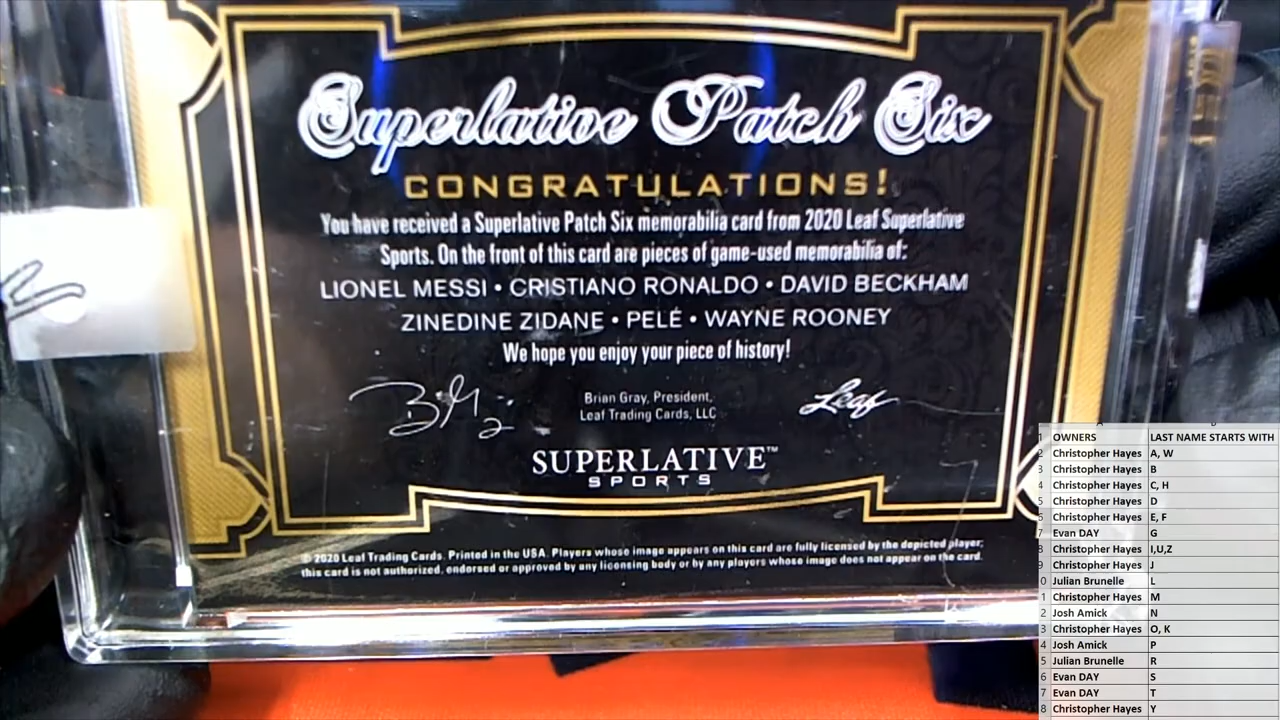 Superlative Patch Six
CONGRATULATIONS!
You have received a Superlative Patch Six memorabilia card from 2020 Leaf Superlative
Sports. On the front of this card are pieces of game-used memorabilia of:
LIONEL MESSI • CRISTIANO RONALDO • DAVID BECKHAM
ZINEDINE ZIDANE • PELÉ • WAYNE ROONEY
We hope you enjoy your piece of history!
Brian Gray, President,
Leaf Trading Cards, LLC
Leaf
SUPERLATIVE™
SPORTS
© 2020 Leaf Trading Cards. Printed in the USA. Players whose image appears on this card are fully licensed by the depicted player;
this card is not authorized, endorsed or approved by any licensing body or by any players whose image does not appear on the card.
1 OWNERS LAST NAME STARTS WITH
2 Christopher Hayes A, W
3 Christopher Hayes B
4 Christopher Hayes C, H
5 Christopher Hayes D
6 Christopher Hayes E, F
7 Evan DAY G
8 Christopher Hayes I,U,Z
9 Christopher Hayes J
0 Julian Brunelle L
1 Christopher Hayes M
2 Josh Amick N
3 Christopher Hayes O, K
4 Josh Amick P
5 Julian Brunelle R
6 Evan DAY S
7 Evan DAY T
8 Christopher Hayes Y